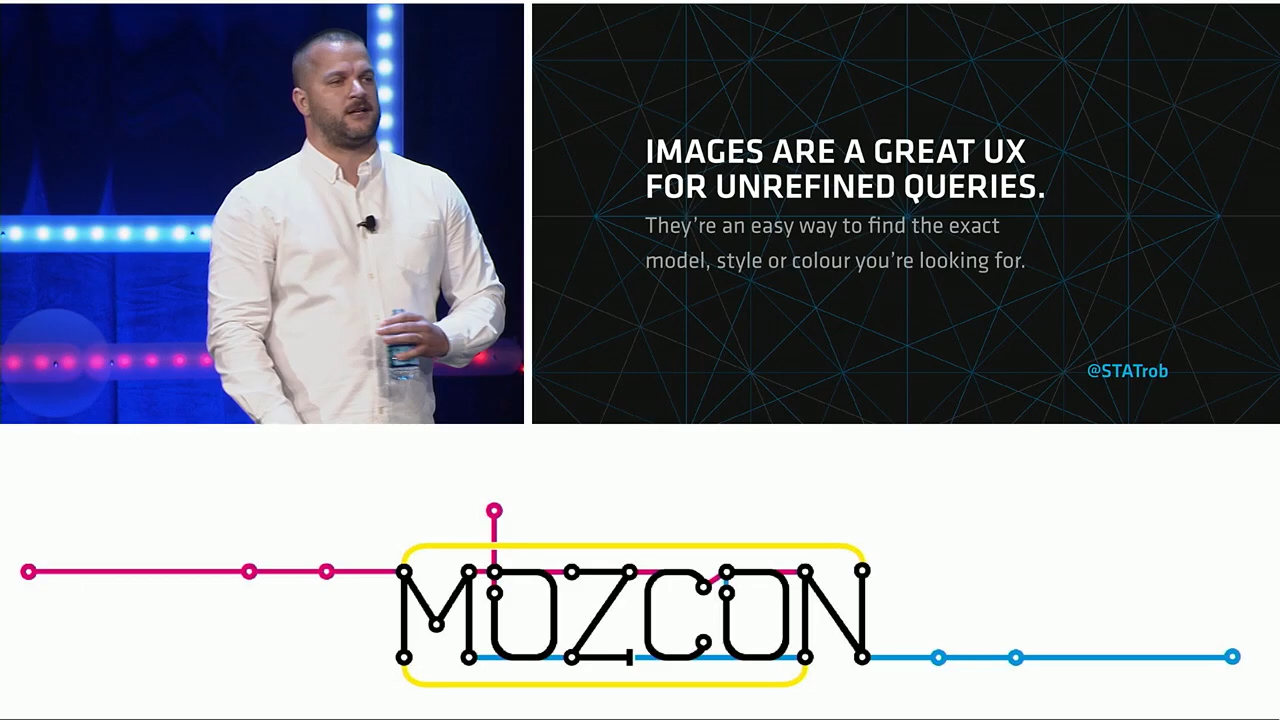 IMAGES ARE A GREAT UX
FOR UNREFINED QUERIES.
They're an easy way to find the exact
model, style or colour you're looking for.
@STATrob
MOZCON